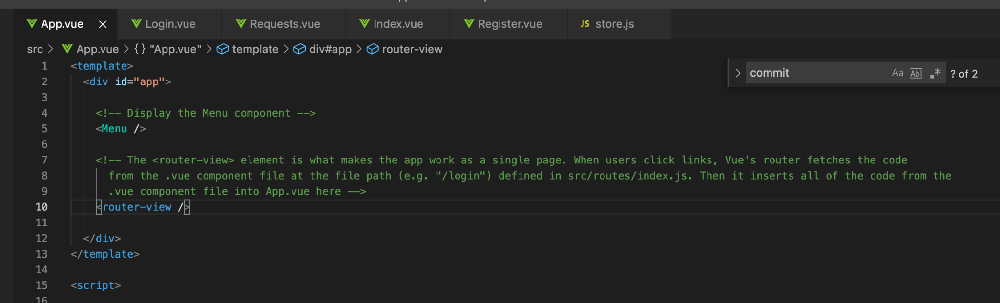 App.vue Login.vue Requests.vue Index.vue Register.vue JS store.js
src > App.vue > {} "App.vue" > template > div#app > router-view
commit Aa Abl .* ? of 2
1 <template>
2 <div id="app">
3
4 <!-- Display the Menu component -->
5 <Menu />
6
7 <!-- The <router-view> element is what makes the app work as a single page. When users click links, Vue's router fetches the code
8 from the .vue component file at the file path (e.g. "/login") defined in src/routes/index.js. Then it inserts all of the code from the
9 .vue component file into App.vue here -->
10 <router-view />
11
12 </div>
13 </template>
14
15 <script>
16